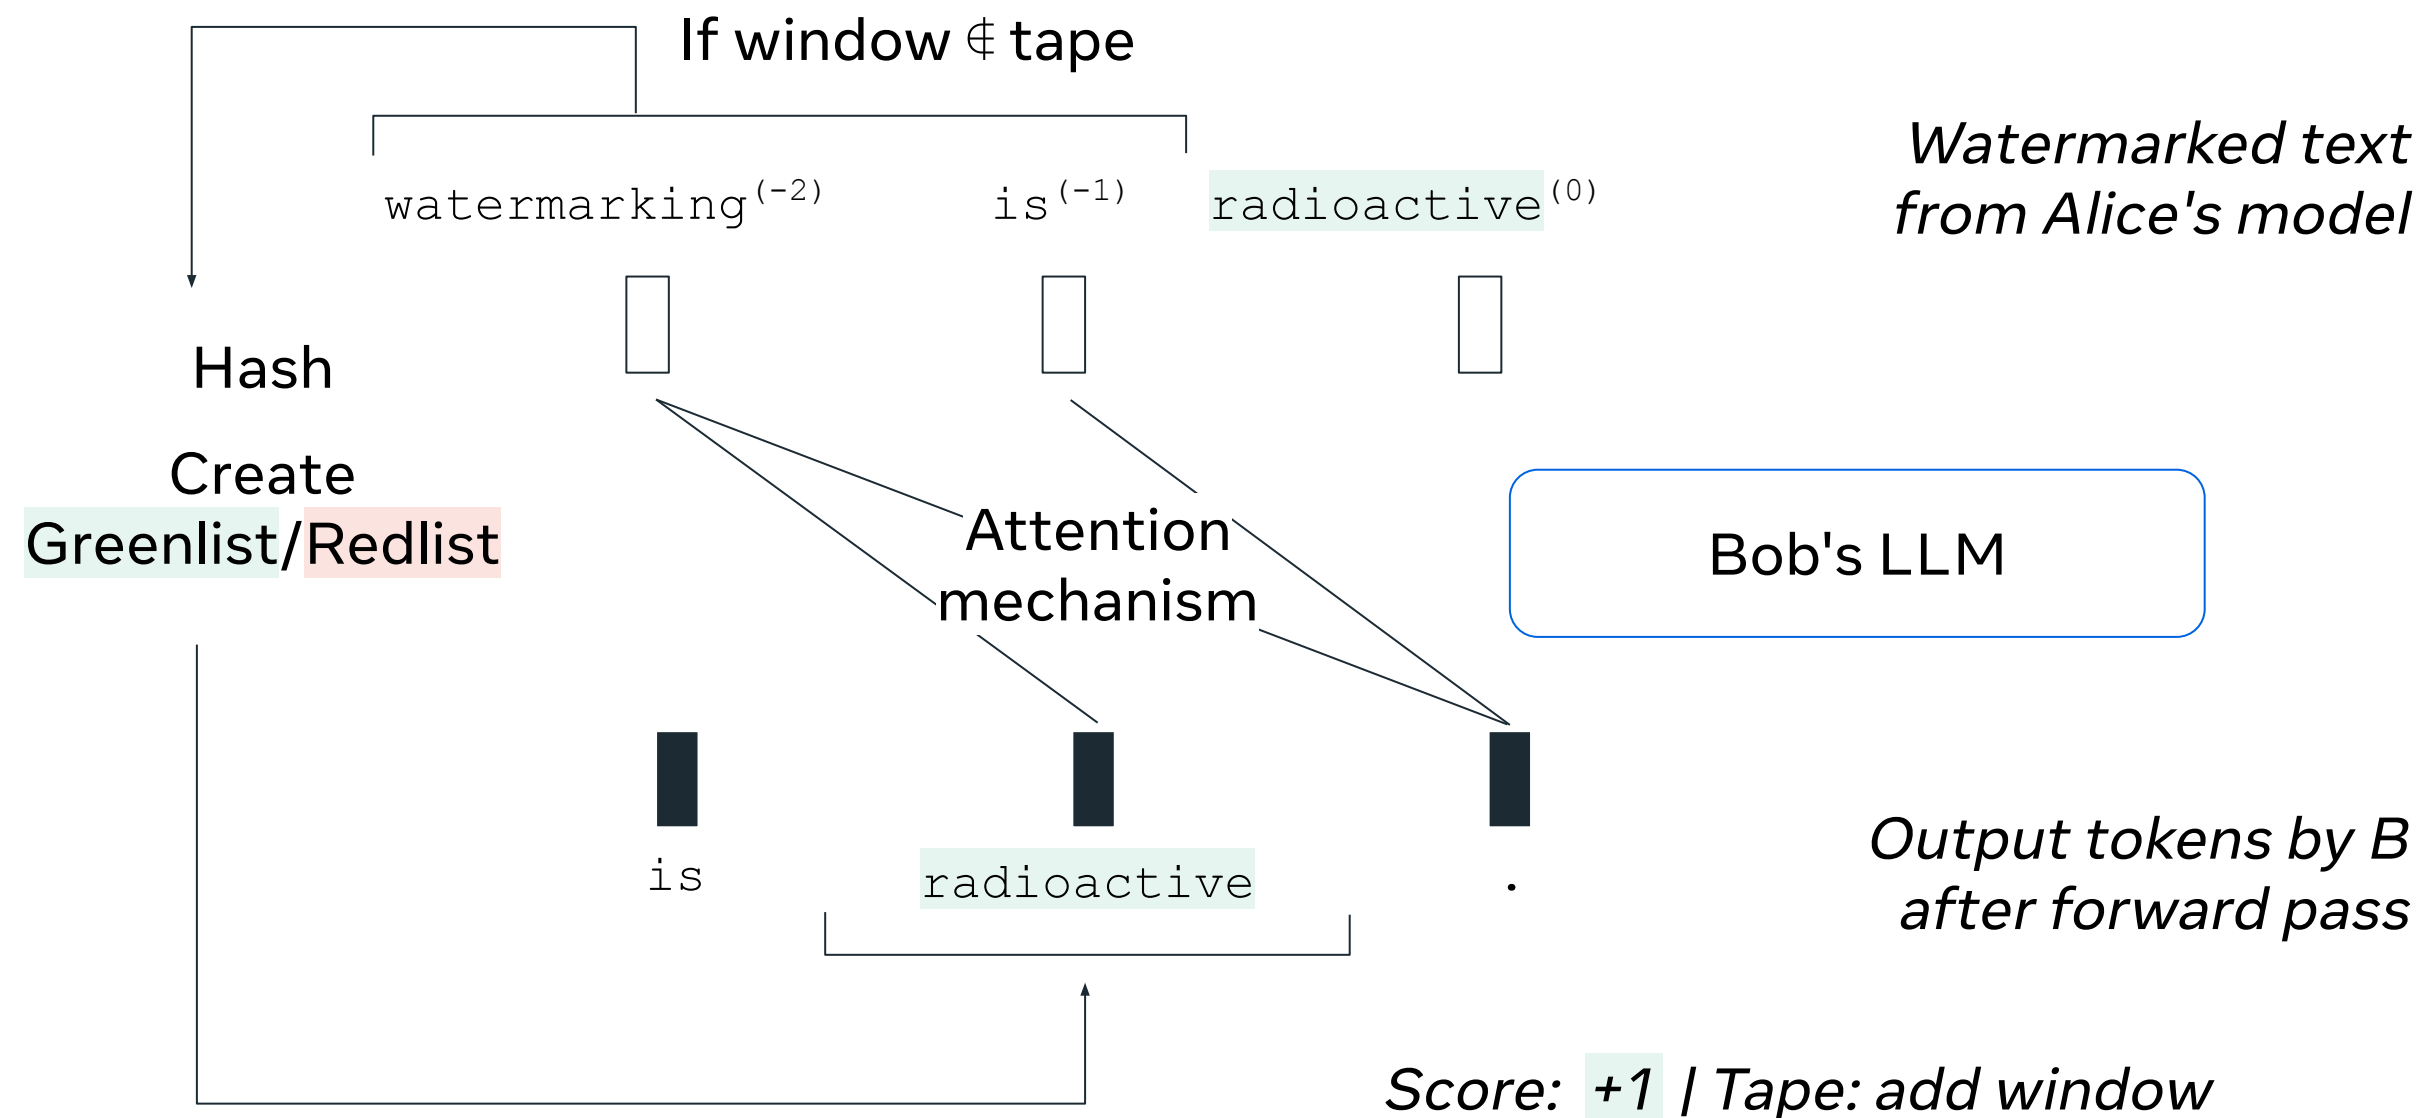 If window ∉ tape
Watermarked text
from Alice's model
watermarking(-2) is(-1) radioactive(0)
Hash
Create
Greenlist/Redlist
Attention
mechanism
Bob's LLM
Output tokens by B
after forward pass
is radioactive .
Score: +1 | Tape: add window